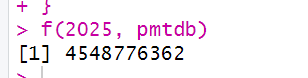 + }
> f(2025, pmtdb)
[1] 4548776362
>